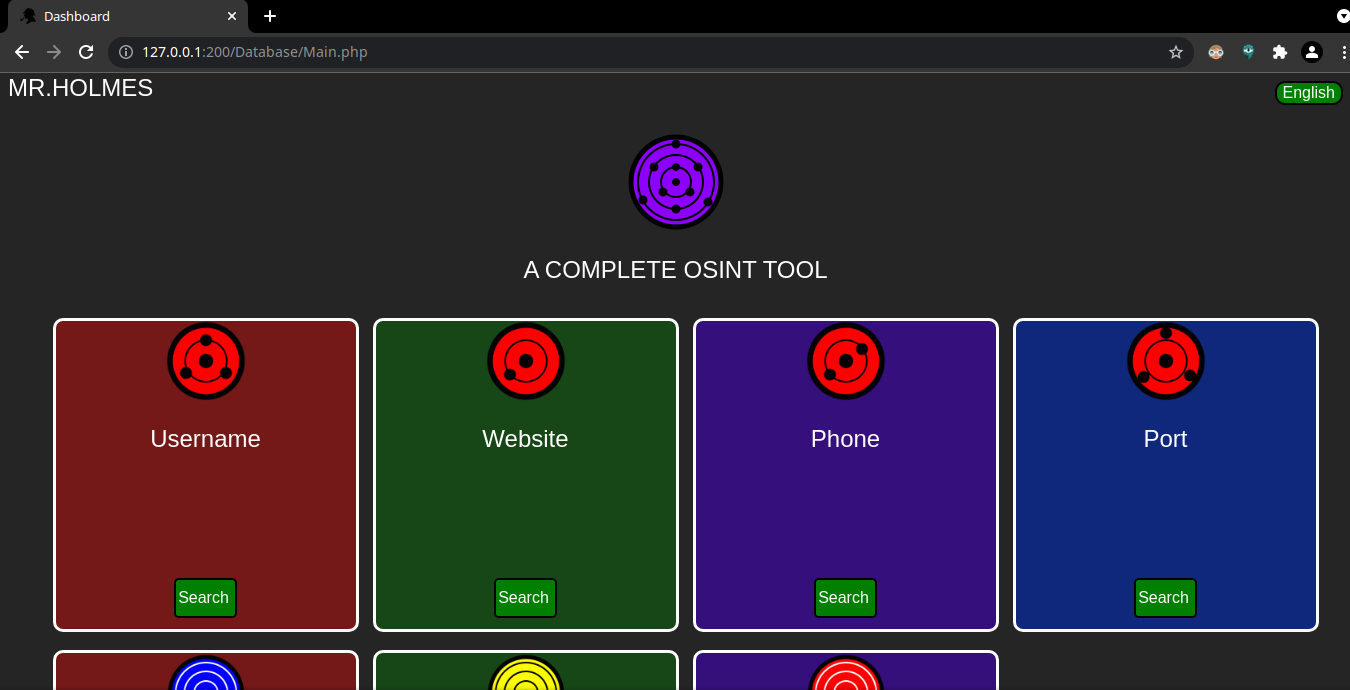 Dashboard
127.0.0.1:200/Database/Main.php
MR.HOLMES
English
A COMPLETE OSINT TOOL
Username
Website
Phone
Port
Search
Search
Search
Search